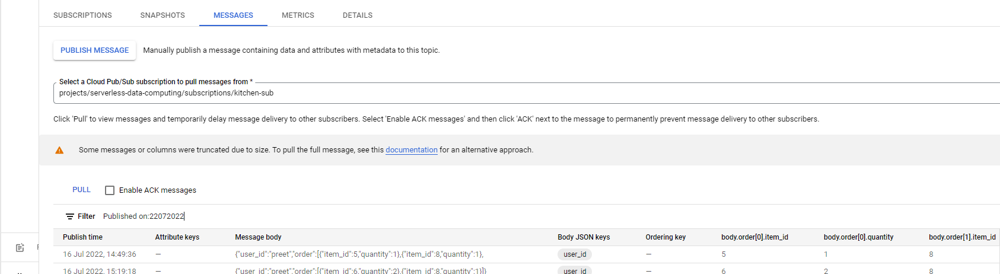 SUBSCRIPTIONS SNAPSHOTS MESSAGES METRICS DETAILS
PUBLISH MESSAGE Manually publish a message containing data and attributes with metadata to this topic.
Select a Cloud Pub/Sub subscription to pull messages from *
projects/serverless-data-computing/subscriptions/kitchen-sub
Click 'Pull' to view messages and temporarily delay message delivery to other subscribers. Select 'Enable ACK messages' and then click 'ACK' next to the message to permanently prevent message delivery to other subscribers.
Some messages or columns were truncated due to size. To pull the full message, see this documentation for an alternative approach.
PULL Enable ACK messages
Filter Published on:22072022
Publish time Attribute keys Message body Body JSON keys Ordering key body.order[0].item_id body.order[0].quantity body.order[1].item_id
16 Jul 2022, 14:49:36 — {"user_id":"preet","order":[{"item_id":5,"quantity":1},{"item_id":8,"quantity":1}, user_id — 5 1 8
16 Jul 2022, 15:19:18 — {"user_id":"preet","order":[{"item_id":6,"quantity":2},{"item_id":8,"quantity":1}]} user_id — 6 2 8